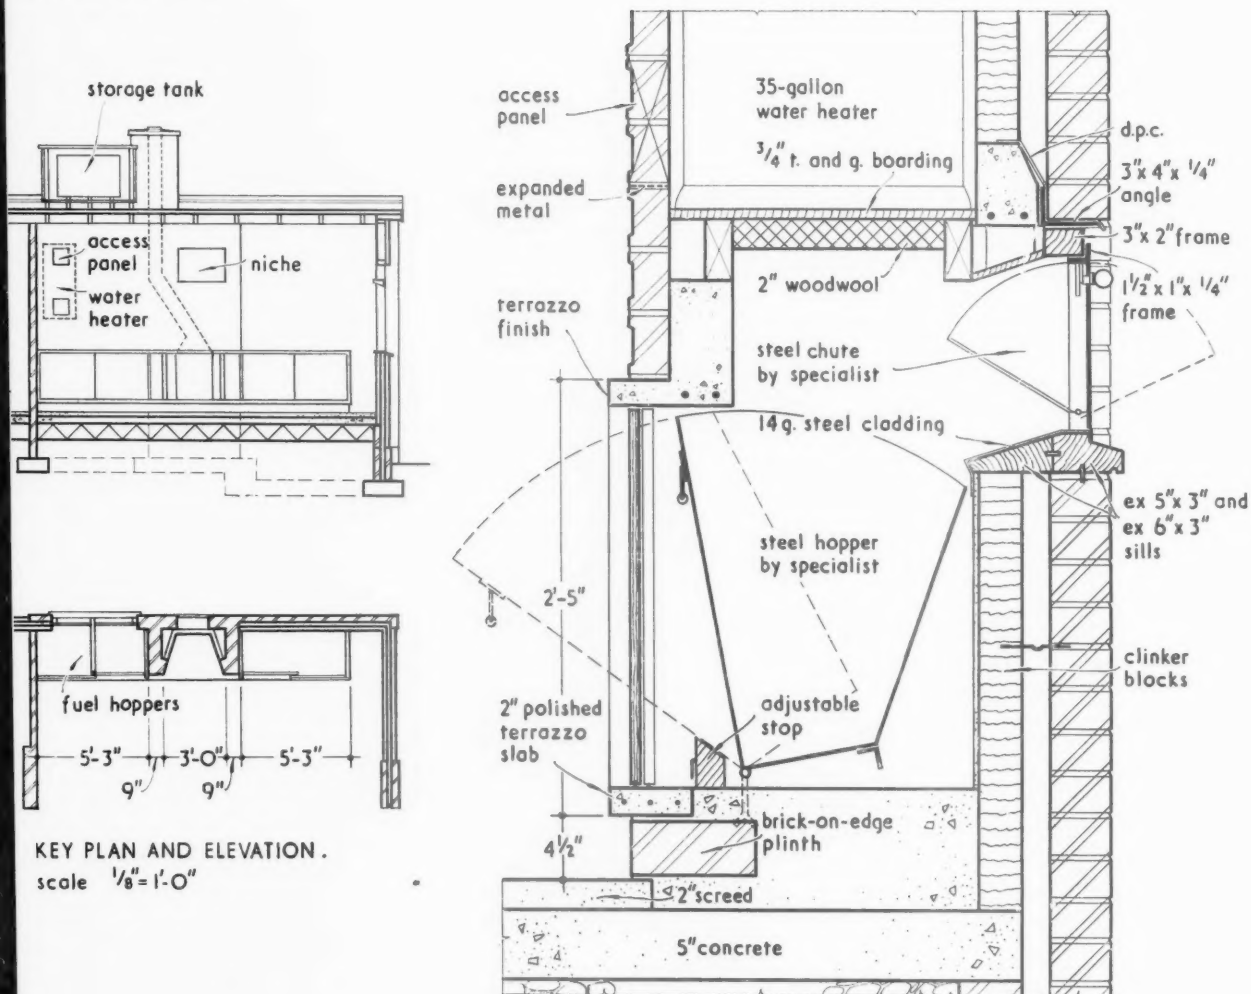 storage tank
access
panel
water
heater
niche
fuel hoppers
5'-3"
3'-0"
5'-3"
9"
9"
KEY PLAN AND ELEVATION.
scale 1/8"=1'-0"
access
panel
expanded
metal
terrazzo
finish
2'-5"
2" polished
terrazzo
slab
4 1/2"
35-gallon
water heater
3/4" t. and g. boarding
2" woodwool
steel chute
by specialist
14 g. steel cladding
steel hopper
by specialist
adjustable
stop
brick-on-edge
plinth
2" screed
5" concrete
d.p.c.
3"x 4"x 1/4"
angle
3"x 2" frame
1 1/2"x 1"x 1/4"
frame
ex 5"x 3" and
ex 6"x 3"
sills
clinker
blocks